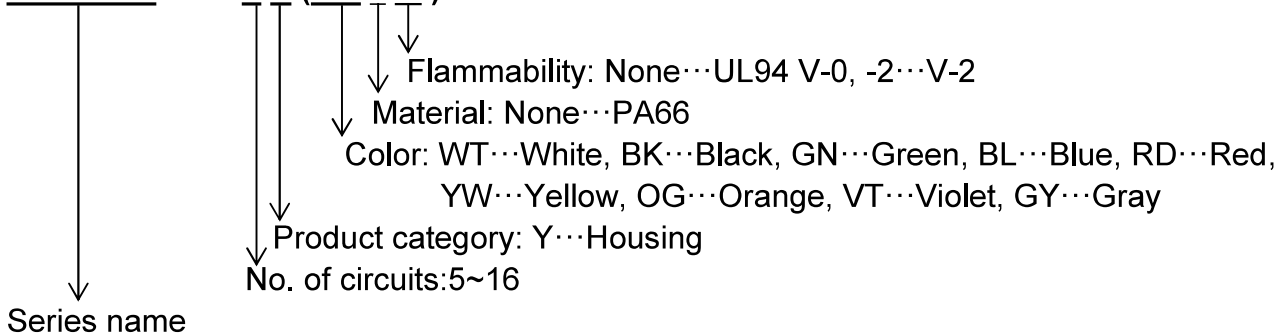 Flammability: None···UL94 V-0, -2···V-2
Material: None···PA66
Color: WT···White, BK···Black, GN···Green, BL···Blue, RD···Red,
YW···Yellow, OG···Orange, VT···Violet, GY···Gray
Product category: Y···Housing
No. of circuits:5~16
Series name